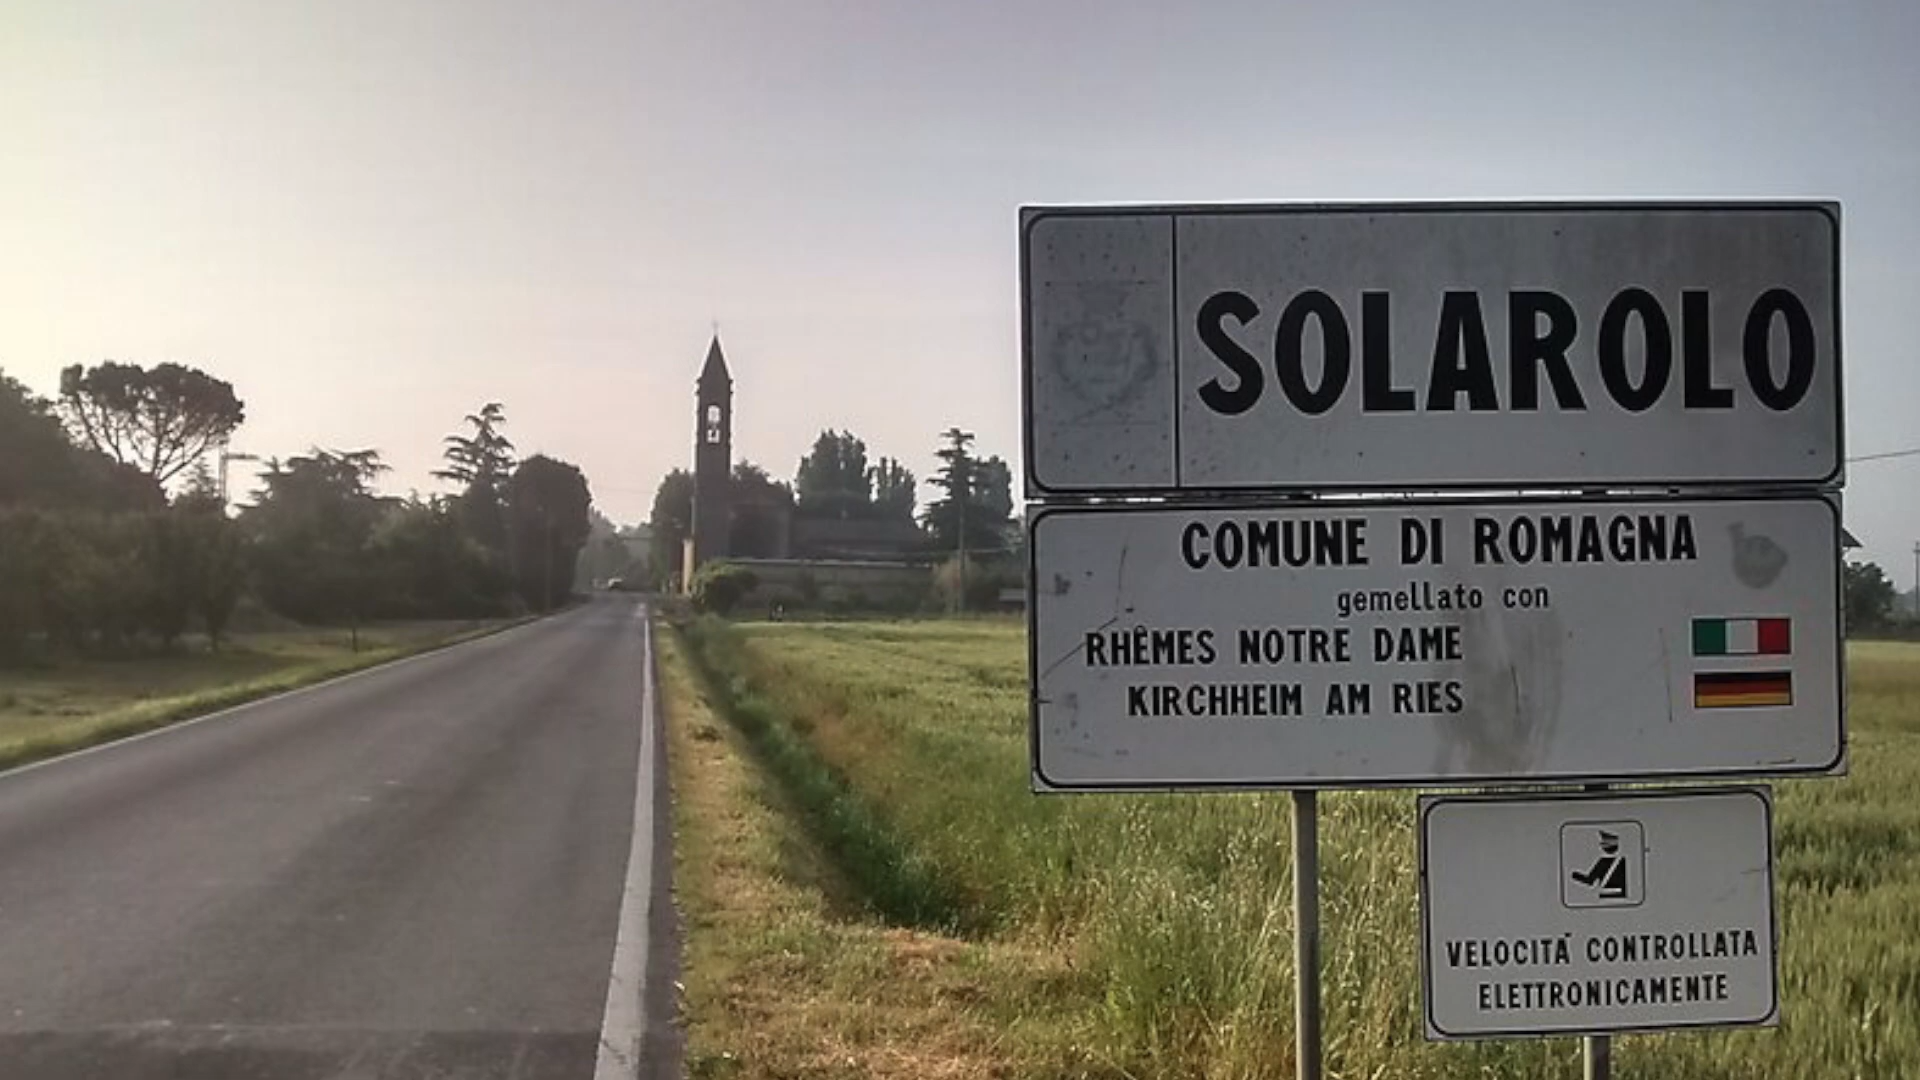 SOLAROLO
COMUNE DI ROMAGNA
gemellato con
RHÊMES NOTRE DAME
KIRCHHEIM AM RIES
VELOCITÀ CONTROLLATA
ELETTRONICAMENTE